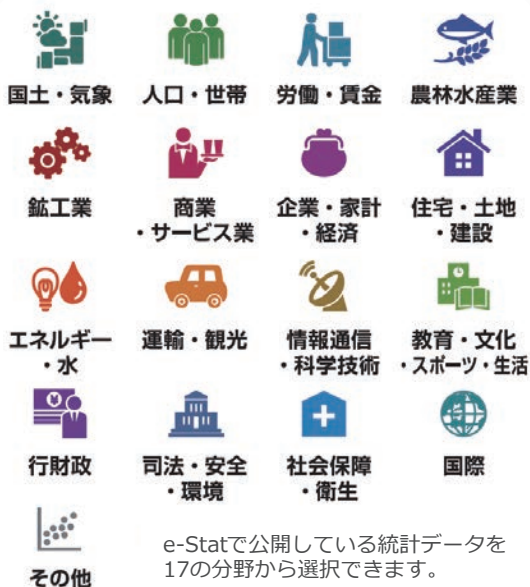 国土・気象
人口・世帯
労働・賃金
農林水産業
鉱工業
商業
・サービス業
企業・家計
・経済
住宅・土地
・建設
エネルギー
・水
運輸・観光
情報通信
・科学技術
教育・文化
・スポーツ・生活
行財政
司法・安全
・環境
社会保障
・衛生
国際
その他
e-Statで公開している統計データを
17の分野から選択できます。